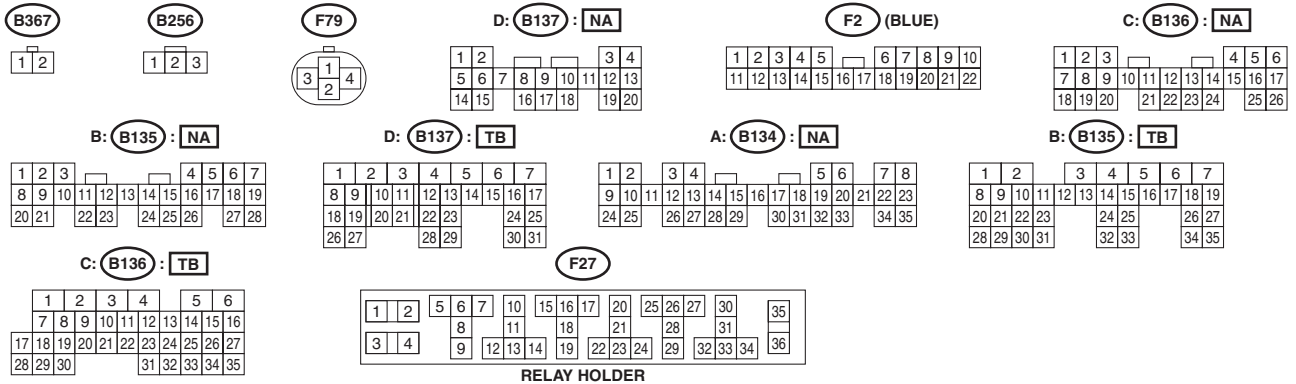 B367 B256 F79 D: B137 : NA F2 (BLUE) C: B136 : NA
1 2
1 2 3
3 1 4
2
1 2 3 4
5 6 7 8 9 10 11 12 13
14 15 16 17 18 19 20
1 2 3 4 5 6 7 8 9 10
11 12 13 14 15 16 17 18 19 20 21 22
1 2 3 4 5 6
7 8 9 10 11 12 13 14 15 16 17
18 19 20 21 22 23 24 25 26
B: B135 : NA D: B137 : TB A: B134 : NA B: B135 : TB
1 2 3 4 5 6 7
8 9 10 11 12 13 14 15 16 17 18 19
20 21 22 23 24 25 26 27 28
1 2 3 4 5 6 7
8 9 10 11 12 13 14 15 16 17
18 19 20 21 22 23 24 25
26 27 28 29 30 31
1 2 3 4 5 6 7 8
9 10 11 12 13 14 15 16 17 18 19 20 21 22 23
24 25 26 27 28 29 30 31 32 33 34 35
1 2 3 4 5 6 7
8 9 10 11 12 13 14 15 16 17 18 19
20 21 22 23 24 25 26 27
28 29 30 31 32 33 34 35
C: B136 : TB F27
1 2 3 4 5 6
7 8 9 10 11 12 13 14 15 16
17 18 19 20 21 22 23 24 25 26 27
28 29 30 31 32 33 34 35
1 2 5 6 7 10 15 16 17 20 25 26 27 30 35
8 11 18 21 28 31
3 4 9 12 13 14 19 22 23 24 29 32 33 34 36
RELAY HOLDER